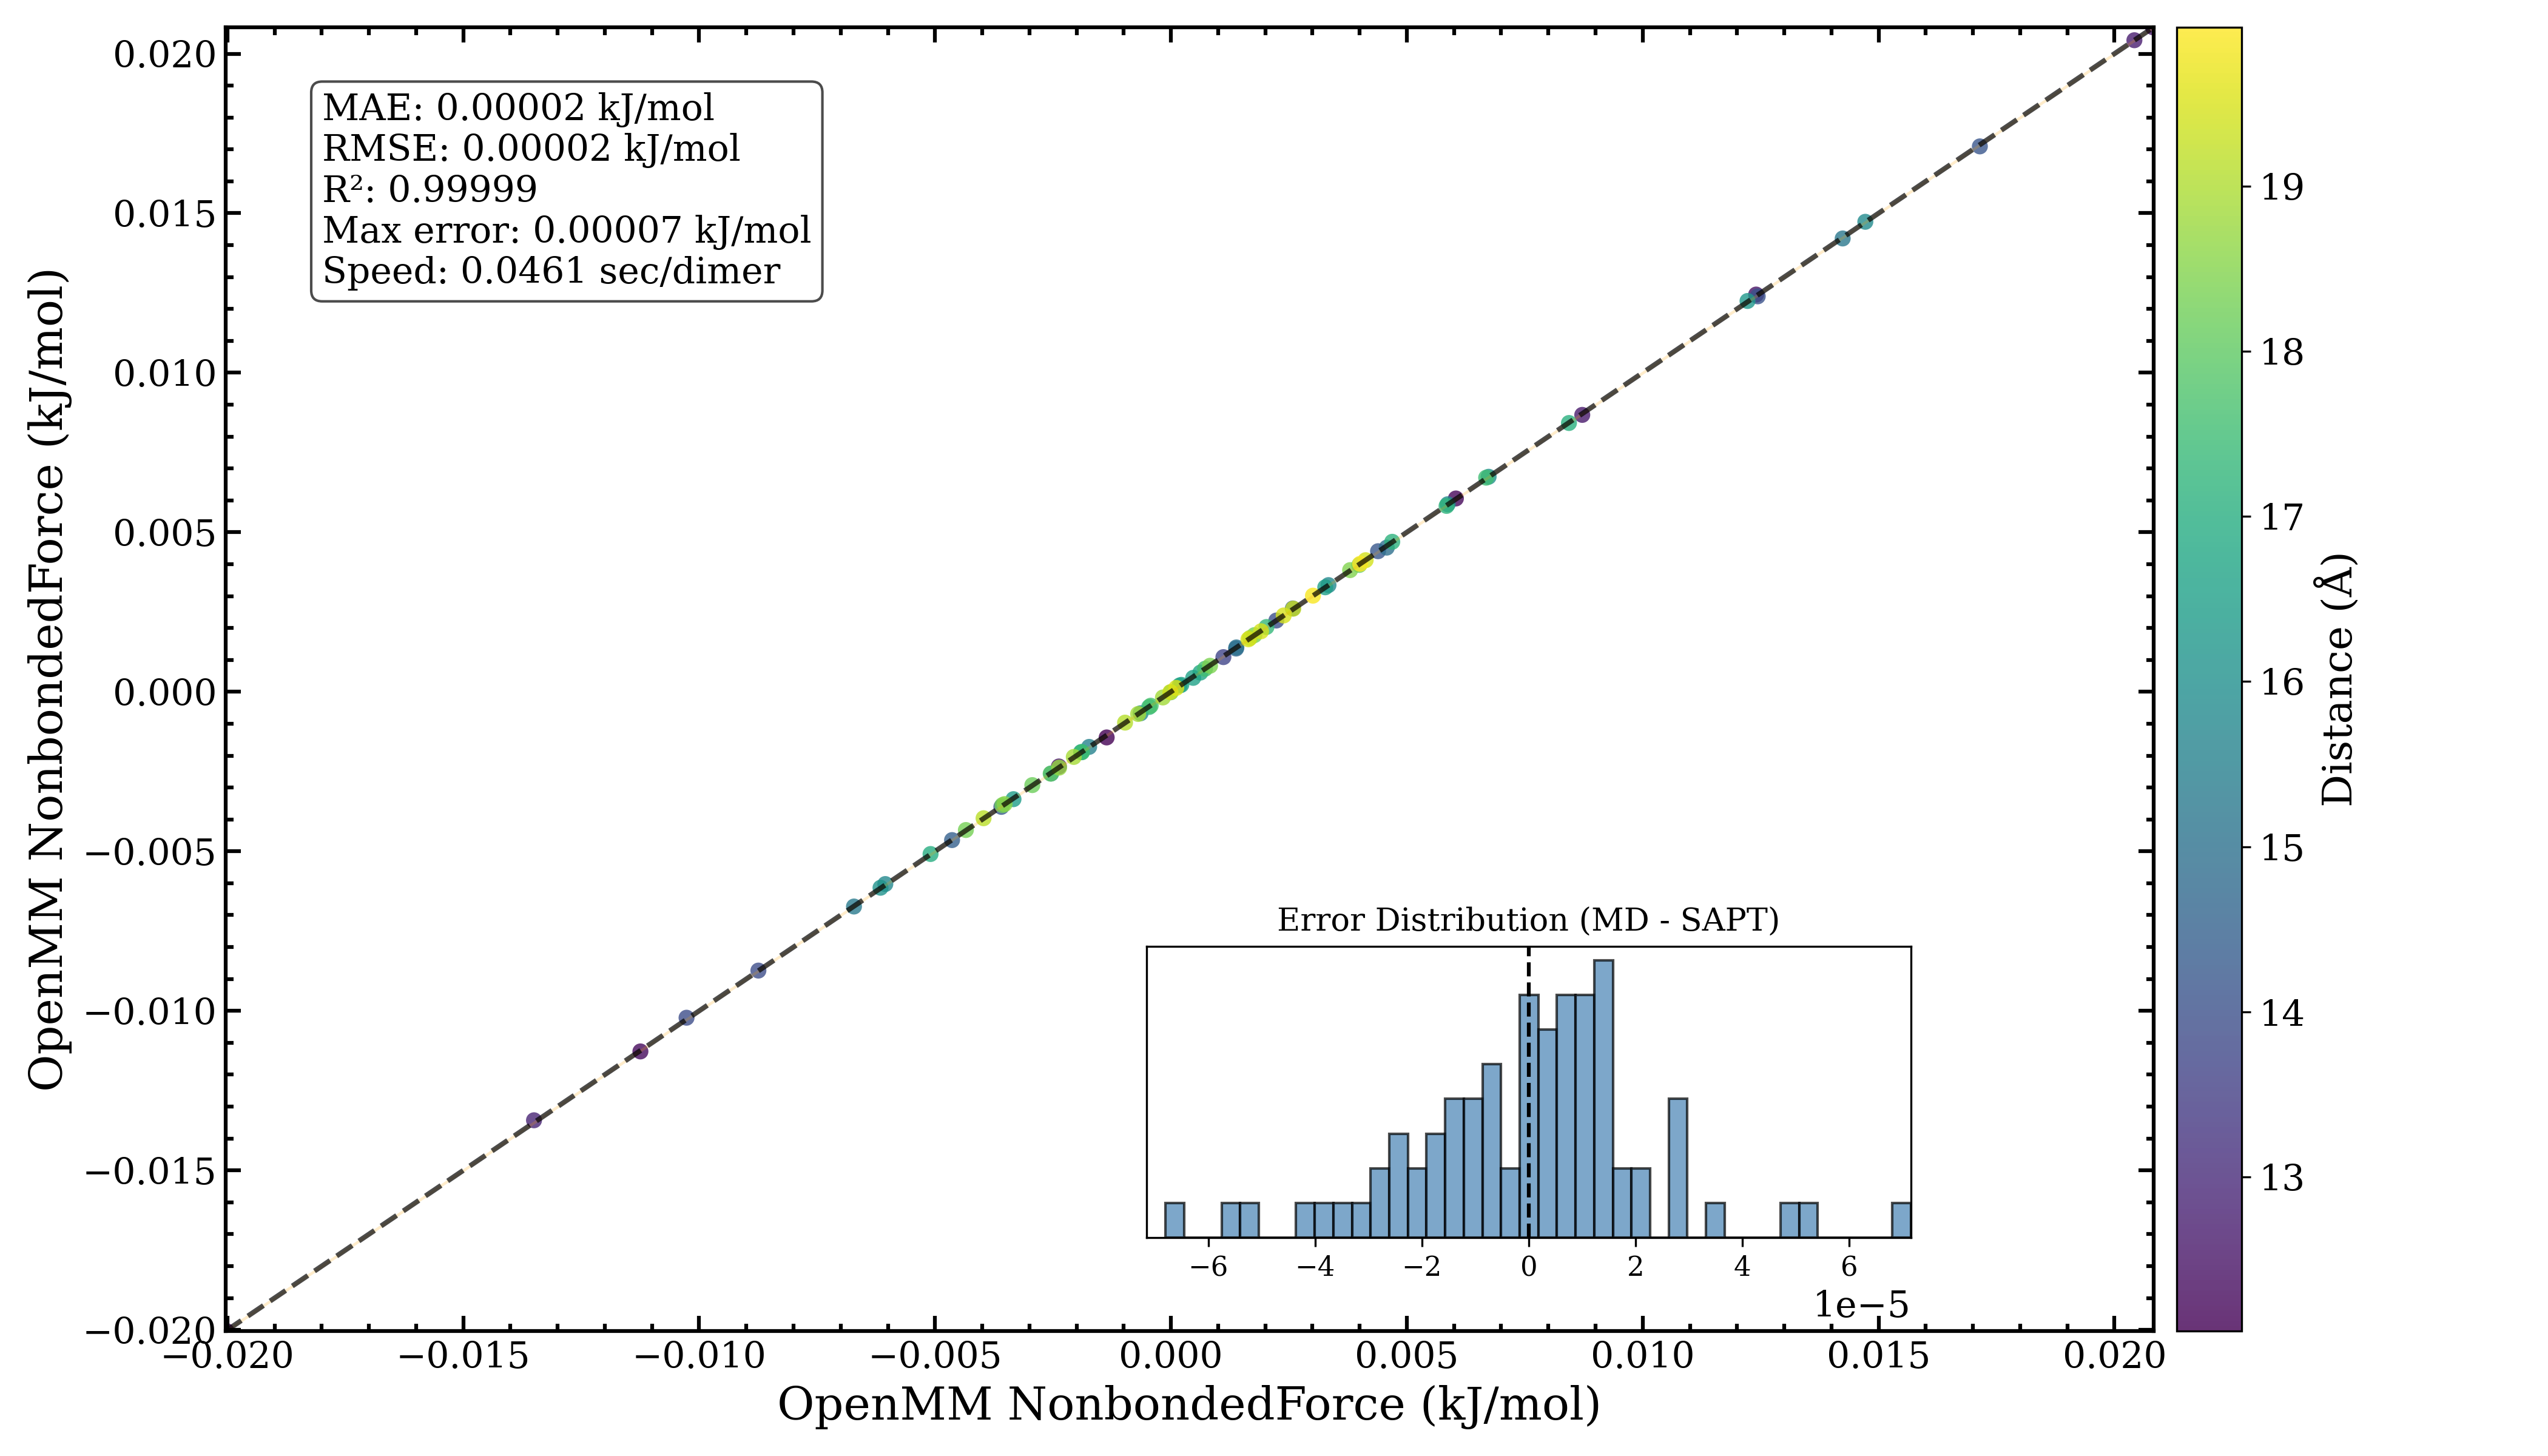 MAE: 0.00002 kJ/mol
RMSE: 0.00002 kJ/mol
R²: 0.99999
Max error: 0.00007 kJ/mol
Speed: 0.0461 sec/dimer
OpenMM NonbondedForce (kJ/mol)
0.020
0.015
0.010
0.005
0.000
−0.005
−0.010
−0.015
−0.020
Error Distribution (MD - SAPT)
−6 −4 −2 0 2 4 6
1e−5
−0.020 −0.015 −0.010 −0.005 0.000 0.005 0.010 0.015 0.020
OpenMM NonbondedForce (kJ/mol)
19
18
17
16
15
14
13
Distance (Å)